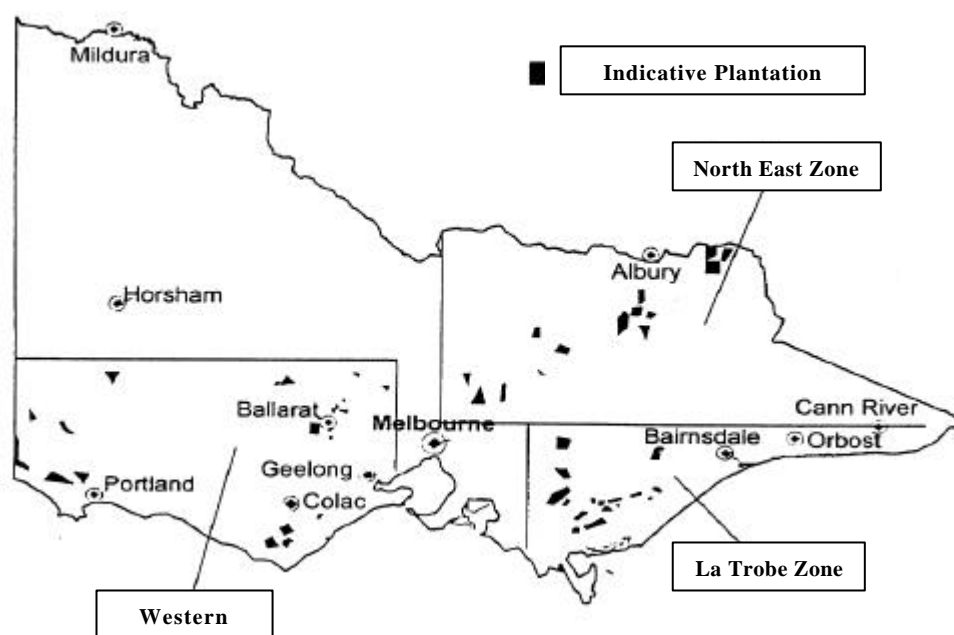 Mildura
Indicative Plantation
North East Zone
Albury
Horsham
Ballarat
Melbourne
Cann River
Bairnsdale
Orbost
Geelong
Portland
Colac
La Trobe Zone
Western